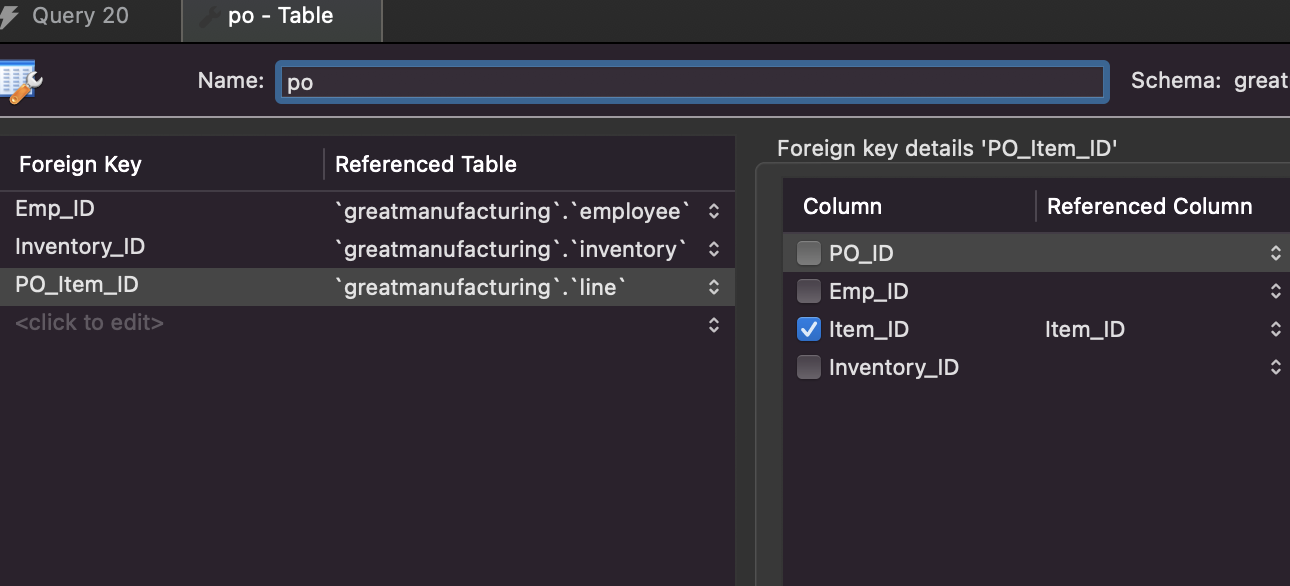 Query 20
po - Table
Name: po
Schema: great
Foreign Key Referenced Table
Emp_ID `greatmanufacturing`.`employee`
Inventory_ID `greatmanufacturing`.`inventory`
PO_Item_ID `greatmanufacturing`.`line`
<click to edit>
Foreign key details 'PO_Item_ID'
Column Referenced Column
PO_ID
Emp_ID
Item_ID Item_ID
Inventory_ID